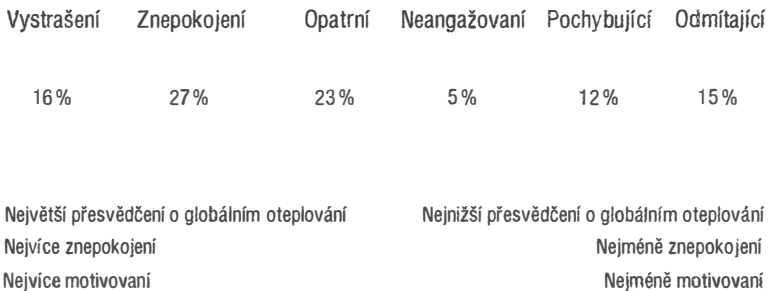 Vystrašení Znepokojení Opatrní Neangažovaní Pochybující Odmítající
16% 27% 23% 5% 12% 15%
Největší přesvědčení o globálním oteplování Nejnižší přesvědčení o globálním oteplování
Nejvíce znepokojení Nejméně znepokojení
Nejvíce motivovaní Nejméně motivovaní